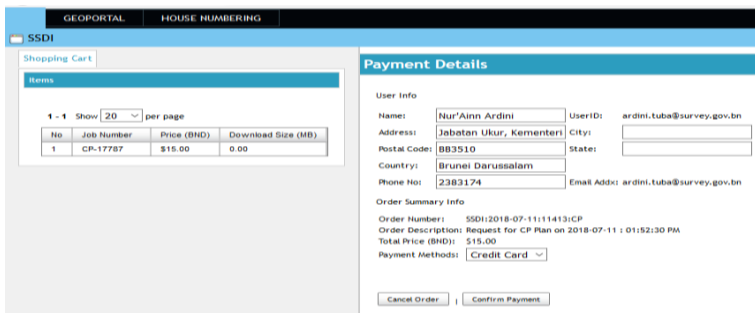 GEOPORTAL HOUSE NUMBERING
SSDI
Shopping Cart
Items
1 - 1 Show 20 per page
No Job Number Price (BND) Download Size (MB)
1 CP-17787 $15.00 0.00
Payment Details
User Info
Name: Nur'Ainn Ardini UserID: ardini.tuba@survey.gov.bn
Address: Jabatan Ukur, Kementeri City:
Postal Code: BB3510 State:
Country: Brunei Darussalam
Phone No: 2383174 Email Addx: ardini.tuba@survey.gov.bn
Order Summary Info
Order Number: SSDI:2018-07-11:11413:CP
Order Description: Request for CP Plan on 2018-07-11 : 01:52:30 PM
Total Price (BND): $15.00
Payment Methods: Credit Card
Cancel Order | Confirm Payment